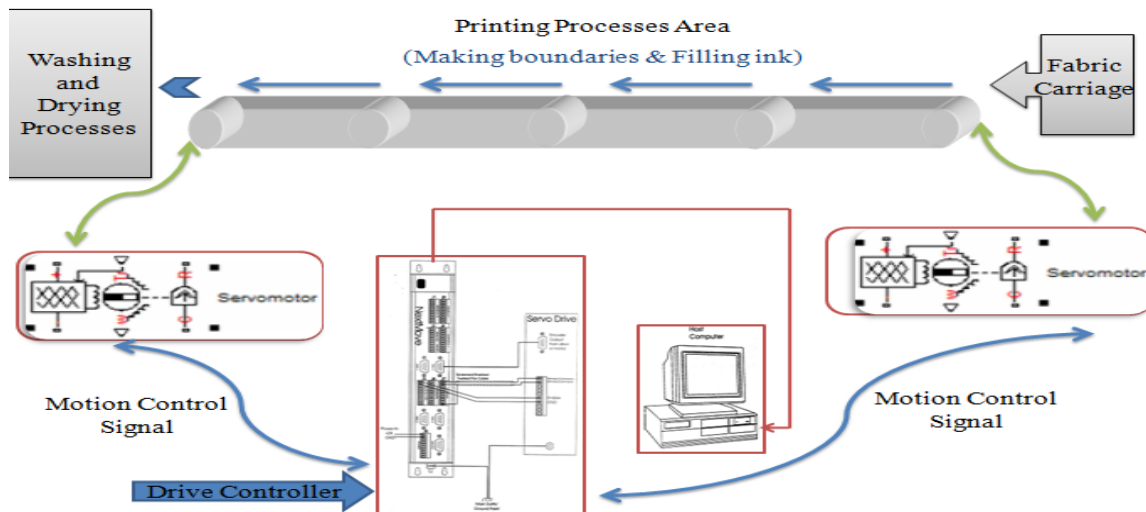 Printing Processes Area
(Making boundaries & Filling ink)
Washing
and
Drying
Processes
Fabric
Carriage
Servomotor
Servomotor
NextMove
Servo Drive
Host
Computer
Motion Control
Signal
Motion Control
Signal
Drive Controller